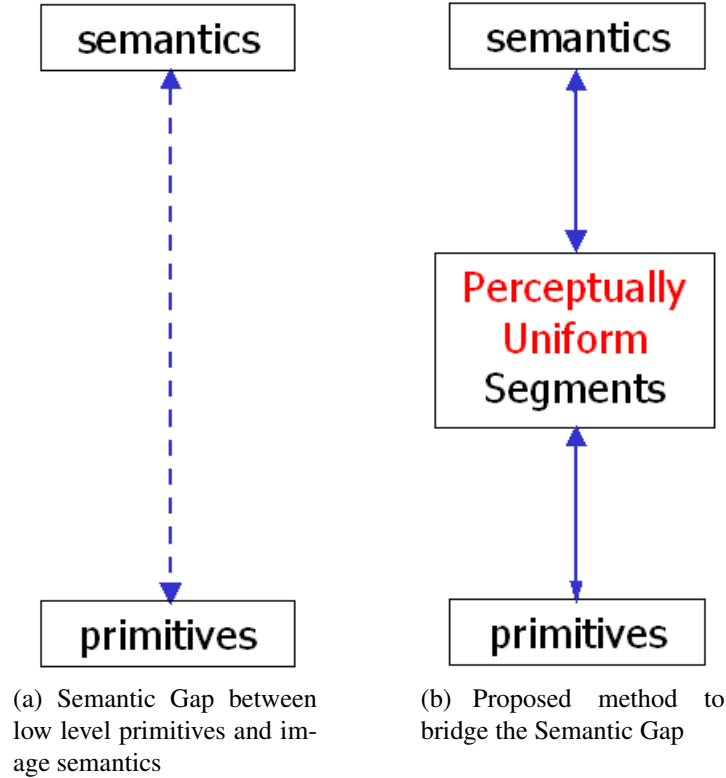 semantics
primitives
(a) Semantic Gap between
low level primitives and im-
age semantics
semantics
Perceptually
Uniform
Segments
primitives
(b) Proposed method to
bridge the Semantic Gap